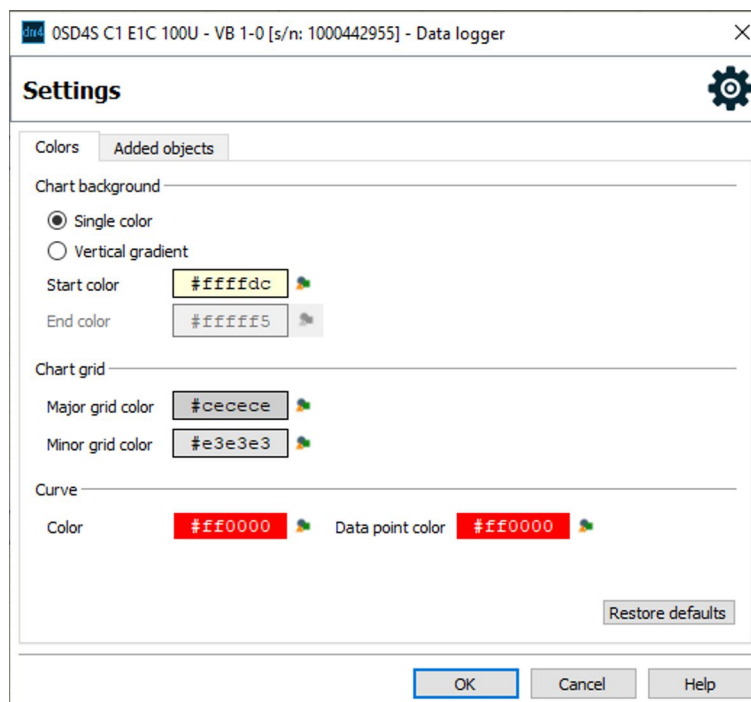 dm4 0SD4S C1 E1C 100U - VB 1-0 [s/n: 1000442955] - Data logger
Settings
Colors Added objects
Chart background
Single color
Vertical gradient
Start color #ffffdc
End color #fffff5
Chart grid
Major grid color #cecece
Minor grid color #e3e3e3
Curve
Color #ff0000 Data point color #ff0000
Restore defaults
OK Cancel Help